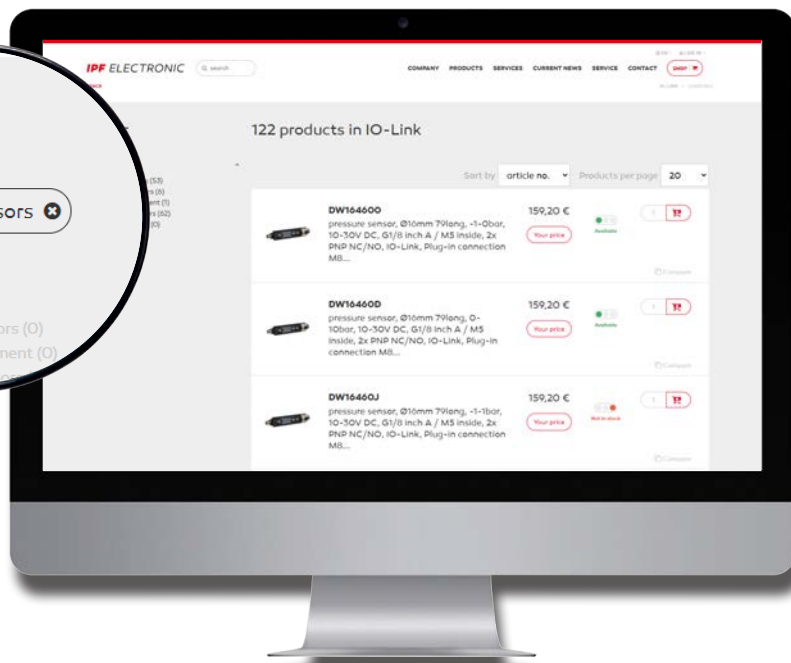 IPF ELECTRONIC
search
COMPANY PRODUCTS SERVICES CURRENT NEWS SERVICE CONTACT SHOP
122 products in IO-Link
Sort by article no. Products per page 20
sors
(53)
(6)
(1)
(62)
(0)
ors (0)
ment (0)
DW164600
pressure sensor, Ø16mm 79long, -1-0bar,
10-30V DC, G1/8 inch A / M5 inside, 2x
PNP NC/NO, IO-Link, Plug-in connection
M8...
159,20 €
Your price
Available
1
Compare
DW16460D
pressure sensor, Ø16mm 79long, 0-
10bar, 10-30V DC, G1/8 inch A / M5
inside, 2x PNP NC/NO, IO-Link, Plug-in
connection M8...
159,20 €
Your price
Available
1
Compare
DW16460J
pressure sensor, Ø16mm 79long, -1-1bar,
10-30V DC, G1/8 inch A / M5 inside, 2x
PNP NC/NO, IO-Link, Plug-in connection
M8...
159,20 €
Your price
Not in stock
1
Compare